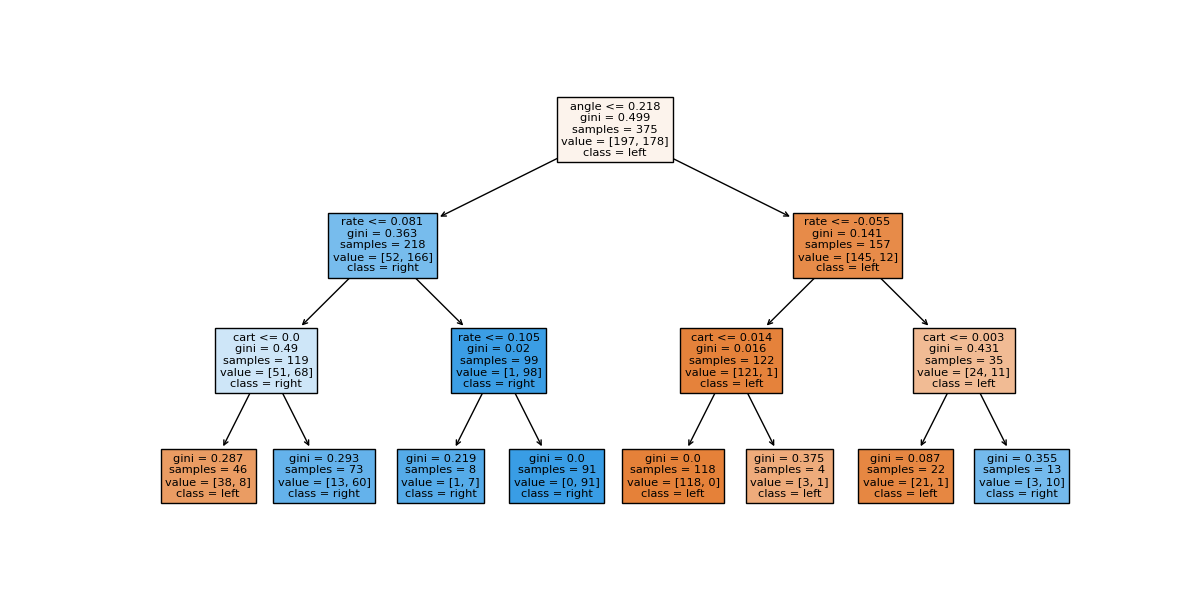 angle <= 0.218
gini = 0.499
samples = 375
value = [197, 178]
class = left
rate <= 0.081
gini = 0.363
samples = 218
value = [52, 166]
class = right
rate <= -0.055
gini = 0.141
samples = 157
value = [145, 12]
class = left
cart <= 0.0
gini = 0.49
samples = 119
value = [51, 68]
class = right
rate <= 0.105
gini = 0.02
samples = 99
value = [1, 98]
class = right
cart <= 0.014
gini = 0.016
samples = 122
value = [121, 1]
class = left
cart <= 0.003
gini = 0.431
samples = 35
value = [24, 11]
class = left
gini = 0.287
samples = 46
value = [38, 8]
class = left
gini = 0.293
samples = 73
value = [13, 60]
class = right
gini = 0.219
samples = 8
value = [1, 7]
class = right
gini = 0.0
samples = 91
value = [0, 91]
class = right
gini = 0.0
samples = 118
value = [118, 0]
class = left
gini = 0.375
samples = 4
value = [3, 1]
class = left
gini = 0.087
samples = 22
value = [21, 1]
class = left
gini = 0.355
samples = 13
value = [3, 10]
class = right